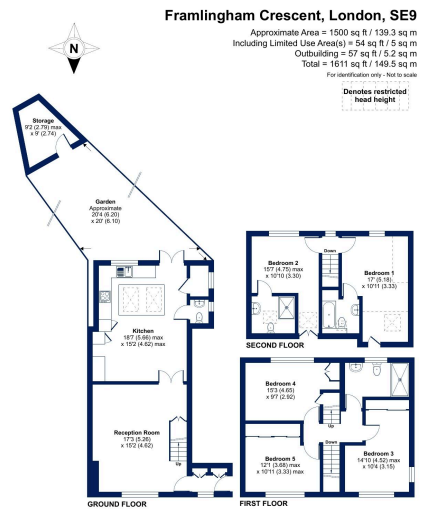 Framlingham Crescent, London, SE9
Approximate Area = 1500 sq ft / 139.3 sq m
Including Limited Use Area(s) = 54 sq ft / 5 sq m
Outbuilding = 57 sq ft / 5.2 sq m
Total = 1611 sq ft / 149.5 sq m
For identification only - Not to scale
Denotes restricted
head height
N
Storage
9'2 (2.79) max
x 9' (2.74)
Garden
Approximate
20'4 (6.20)
x 20' (6.10)
Kitchen
18'7 (5.66) max
x 15'2 (4.62) max
Reception Room
17'3 (5.26)
x 15'2 (4.62)
Up
GROUND FLOOR
Bedroom 2
15'7 (4.75) max
x 10'10 (3.30)
Down
Bedroom 1
17' (5.18)
x 10'11 (3.33)
SECOND FLOOR
Bedroom 4
15'3 (4.65)
x 9'7 (2.92)
Up
Down
Bedroom 5
12'1 (3.68) max
x 10'11 (3.33) max
Bedroom 3
14'10 (4.52) max
x 10'4 (3.15)
FIRST FLOOR